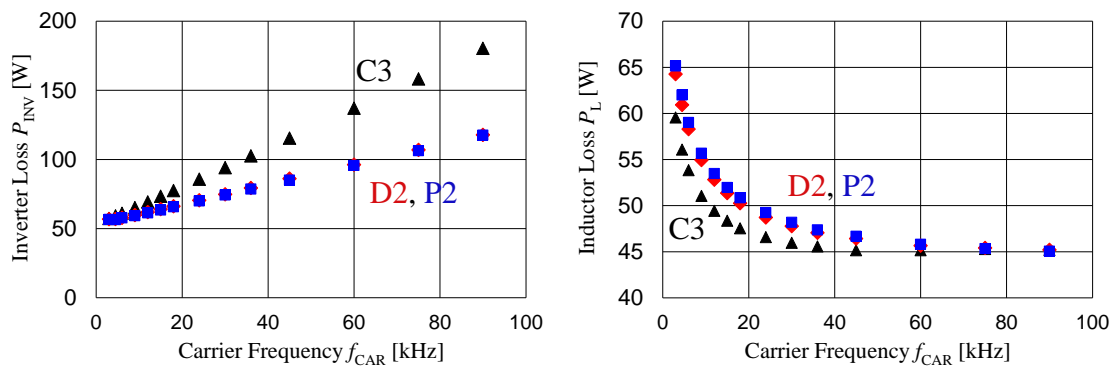 Inverter Loss P_INV [W]
200
150
100
50
0
C3
D2, P2
0 20 40 60 80 100
Carrier Frequency f_CAR [kHz]
Inductor Loss P_L [W]
70
65
60
55
50
45
40
D2, P2
C3
0 20 40 60 80 100
Carrier Frequency f_CAR [kHz]